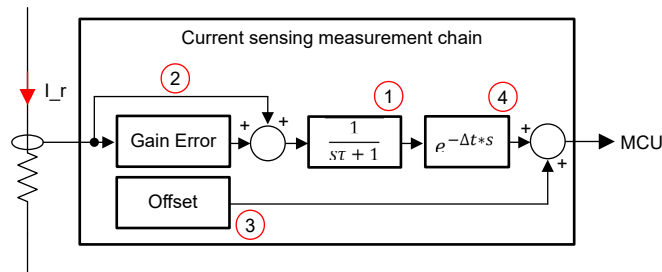 Current sensing measurement chain
I_r
2
1
4
+
+
+
+
Gain Error
1
sτ + 1
e^{−Δt∗s}
MCU
Offset
3